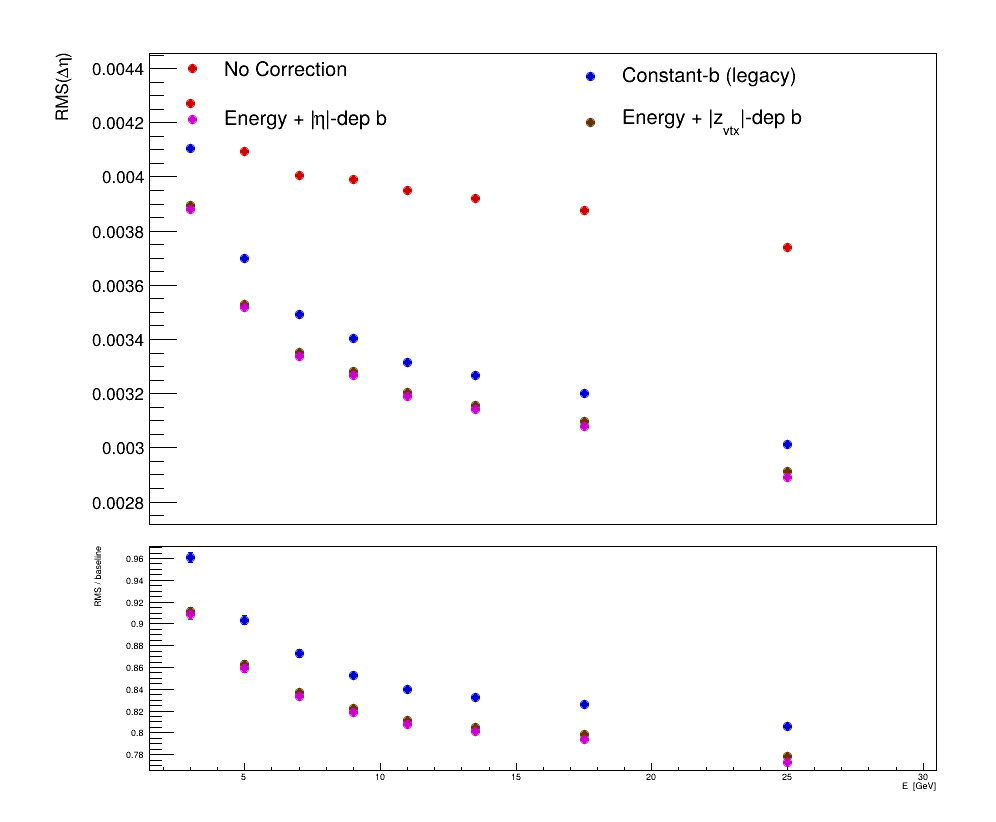 RMS(Δη)
0.0044
0.0042
0.004
0.0038
0.0036
0.0034
0.0032
0.003
0.0028
No Correction
Constant-b (legacy)
Energy + |η|-dep b
Energy + |z_vtx|-dep b
RMS / baseline
0.96
0.94
0.92
0.9
0.88
0.86
0.84
0.82
0.8
0.78
5 10 15 20 25 30
E [GeV]